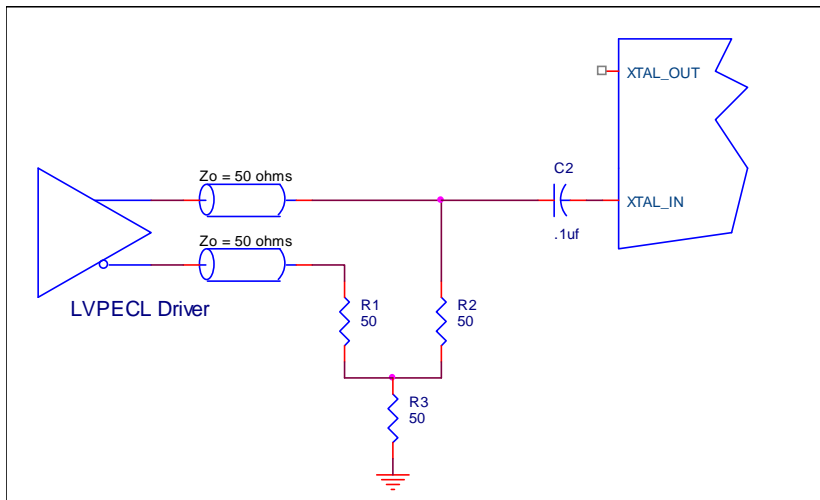 XTAL_OUT
Zo = 50 ohms
C2
XTAL_IN
.1uf
Zo = 50 ohms
LVPECL Driver
R1
50
R2
50
R3
50